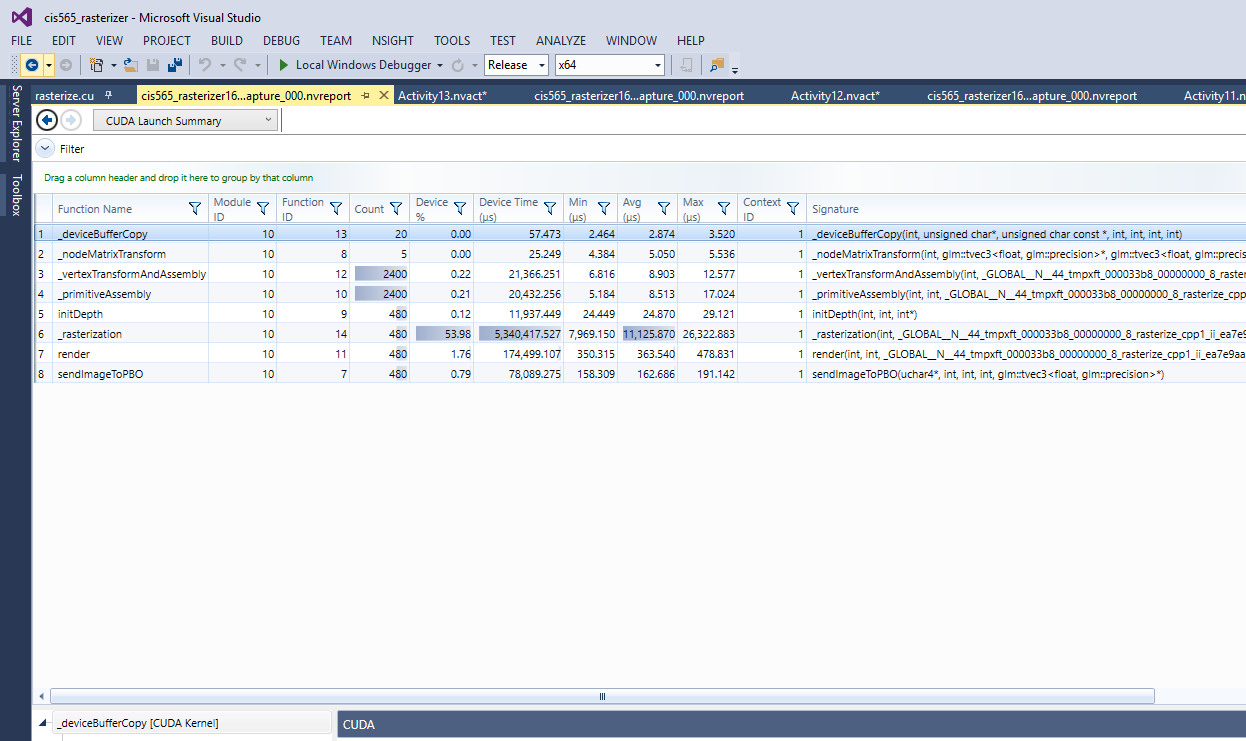 cis565_rasterizer - Microsoft Visual Studio
FILE EDIT VIEW PROJECT BUILD DEBUG TEAM NSIGHT TOOLS TEST ANALYZE WINDOW HELP
Local Windows Debugger Release x64
Server Explorer
Toolbox
rasterize.cu cis565_rasterizer16...apture_000.nvreport Activity13.nvact* cis565_rasterizer16...apture_000.nvreport Activity12.nvact* cis565_rasterizer16...apture_000.nvreport Activity11.n
CUDA Launch Summary
Filter
Drag a column header and drop it here to group by that column
Function Name Module ID Function ID Count Device % Device Time (µs) Min (µs) Avg (µs) Max (µs) Context ID Signature
1 _deviceBufferCopy 10 13 20 0.00 57.473 2.464 2.874 3.520 1 _deviceBufferCopy(int, unsigned char*, unsigned char const *, int, int, int, int)
2 _nodeMatrixTransform 10 8 5 0.00 25.249 4.384 5.050 5.536 1 _nodeMatrixTransform(int, glm::tvec3<float, glm::precision>*, glm::tvec3<float
3 _vertexTransformAndAssembly 10 12 2400 0.22 21,366.251 6.816 8.903 12.577 1 _vertexTransformAndAssembly(int, _GLOBAL__N__44_tmpxft_000033b8_00000000_8_raster
4 _primitiveAssembly 10 10 2400 0.21 20,432.256 5.184 8.513 17.024 1 _primitiveAssembly(int, int, _GLOBAL__N__44_tmpxft_000033b8_00000000_8_rasterize_cpp
5 initDepth 10 9 480 0.12 11,937.449 24.449 24.870 29.121 1 initDepth(int, int, int*)
6 _rasterization 10 14 480 53.98 5,340,417.527 7,969.150 11,125.870 26,322.883 1 _rasterization(int, _GLOBAL__N__44_tmpxft_000033b8_00000000_8_rasterize_cpp1_ii_ea7e9
7 render 10 11 480 1.76 174,499.107 350.315 363.540 478.831 1 render(int, int, _GLOBAL__N__44_tmpxft_000033b8_00000000_8_rasterize_cpp1_ii_ea7e9aa
8 sendImageToPBO 10 7 480 0.79 78,089.275 158.309 162.686 191.142 1 sendImageToPBO(uchar4*, int, int, int, glm::tvec3<float, glm::precision>*)
_deviceBufferCopy [CUDA Kernel] CUDA